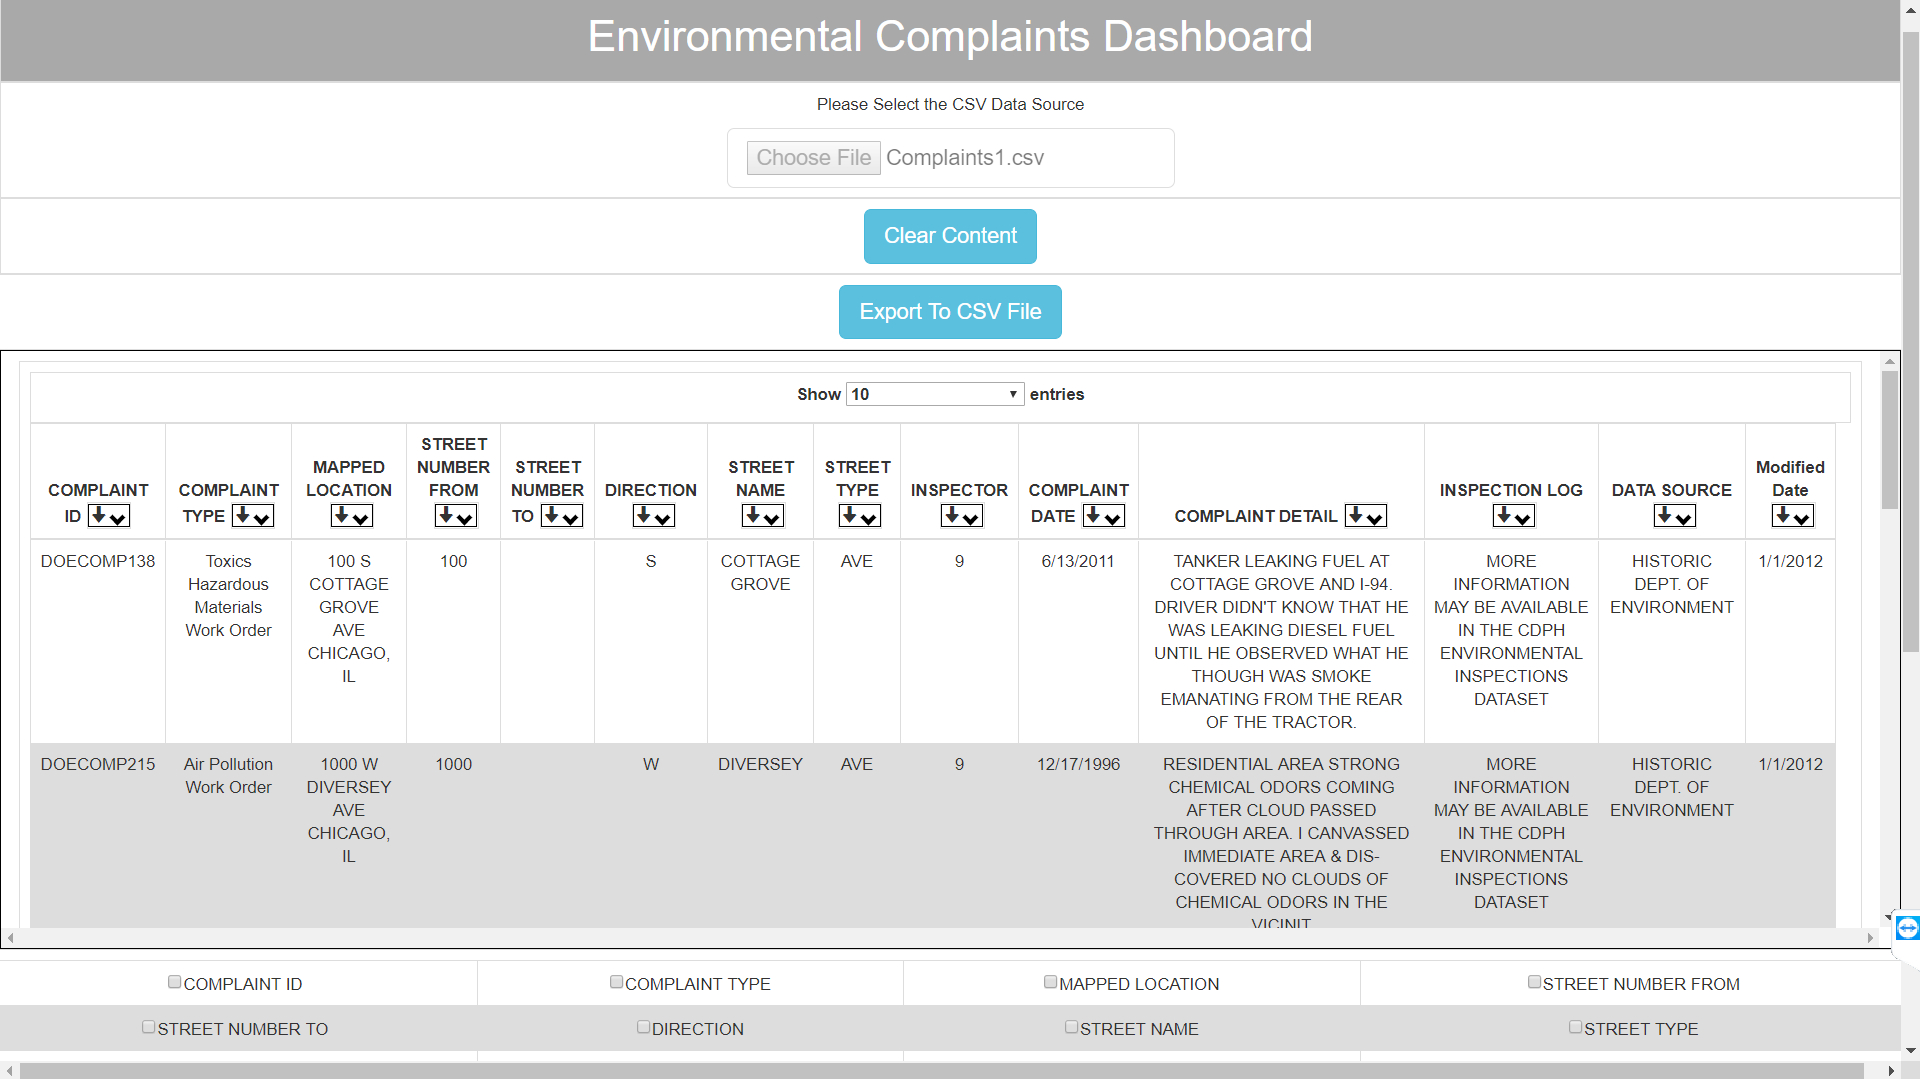 Environmental Complaints Dashboard
Please Select the CSV Data Source
Choose File Complaints1.csv
Clear Content
Export To CSV File
Show 10 entries
COMPLAINT
ID
COMPLAINT
TYPE
MAPPED
LOCATION
STREET
NUMBER
FROM
STREET
NUMBER
TO
DIRECTION
STREET
NAME
STREET
TYPE
INSPECTOR
COMPLAINT
DATE
COMPLAINT DETAIL
INSPECTION LOG
DATA SOURCE
Modified
Date
DOECOMP138
Toxics
Hazardous
Materials
Work Order
100 S
COTTAGE
GROVE
AVE
CHICAGO,
IL
100
S
COTTAGE
GROVE
AVE
9
6/13/2011
TANKER LEAKING FUEL AT
COTTAGE GROVE AND I-94.
DRIVER DIDN'T KNOW THAT HE
WAS LEAKING DIESEL FUEL
UNTIL HE OBSERVED WHAT HE
THOUGH WAS SMOKE
EMANATING FROM THE REAR
OF THE TRACTOR.
MORE
INFORMATION
MAY BE AVAILABLE
IN THE CDPH
ENVIRONMENTAL
INSPECTIONS
DATASET
HISTORIC
DEPT. OF
ENVIRONMENT
1/1/2012
DOECOMP215
Air Pollution
Work Order
1000 W
DIVERSEY
AVE
CHICAGO,
IL
1000
W
DIVERSEY
AVE
9
12/17/1996
RESIDENTIAL AREA STRONG
CHEMICAL ODORS COMING
AFTER CLOUD PASSED
THROUGH AREA. I CANVASSED
IMMEDIATE AREA & DIS-
COVERED NO CLOUDS OF
CHEMICAL ODORS IN THE
VICINIT
MORE
INFORMATION
MAY BE AVAILABLE
IN THE CDPH
ENVIRONMENTAL
INSPECTIONS
DATASET
HISTORIC
DEPT. OF
ENVIRONMENT
1/1/2012
COMPLAINT ID
COMPLAINT TYPE
MAPPED LOCATION
STREET NUMBER FROM
STREET NUMBER TO
DIRECTION
STREET NAME
STREET TYPE